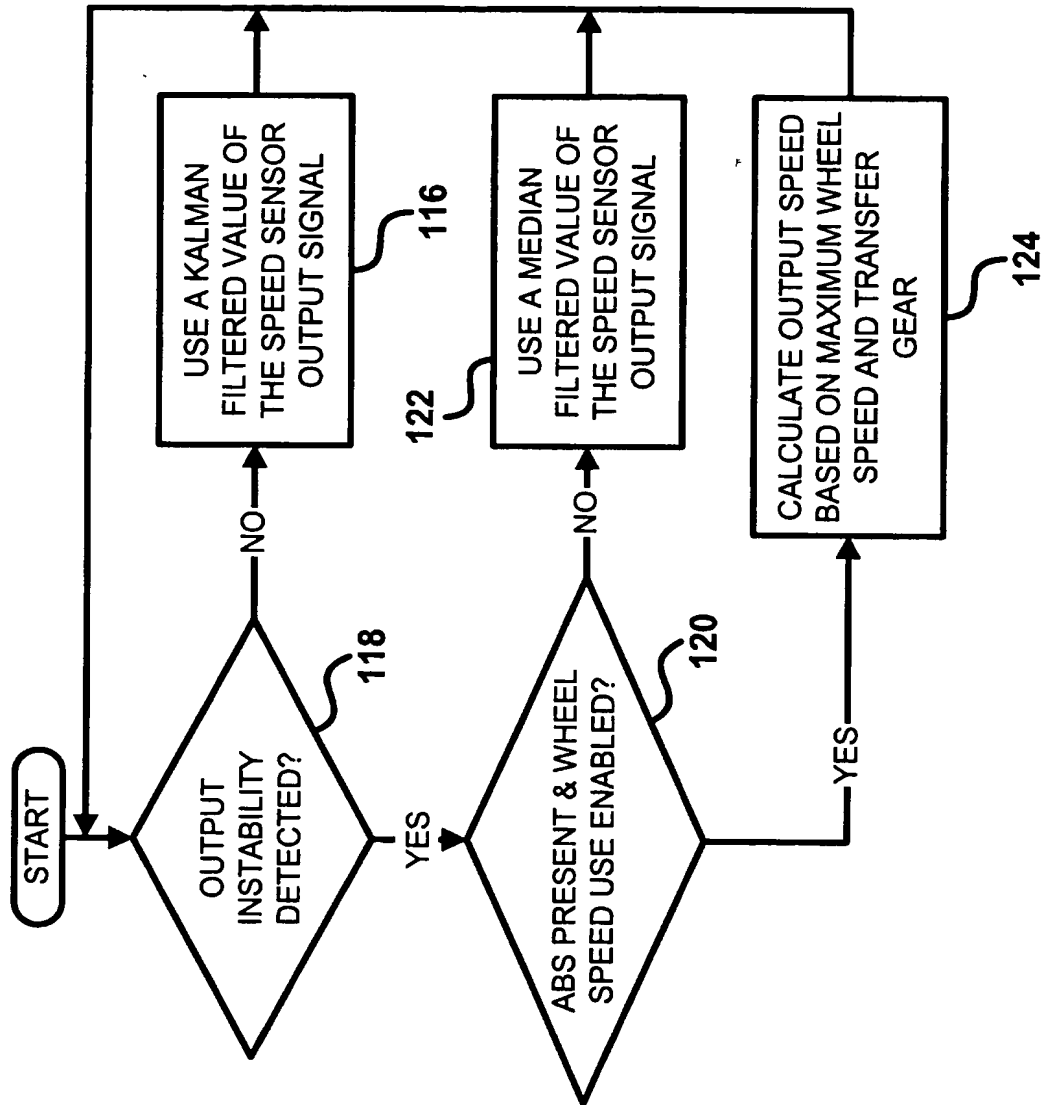 START
OUTPUT
INSTABILITY
DETECTED?
118
NO
USE A KALMAN
FILTERED VALUE OF
THE SPEED SENSOR
OUTPUT SIGNAL
116
YES
ABS PRESENT & WHEEL
SPEED USE ENABLED?
120
NO
122
USE A MEDIAN
FILTERED VALUE OF
THE SPEED SENSOR
OUTPUT SIGNAL
YES
CALCULATE OUTPUT SPEED
BASED ON MAXIMUM WHEEL
SPEED AND TRANSFER
GEAR
124